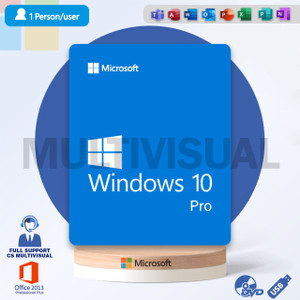 1 Person/user
Microsoft
MULTIVISUAL
Windows 10
Pro
FULL SUPPORT
CS MULTIVISUAL
Office 2013
Professional Plus
Microsoft
DVD
USB